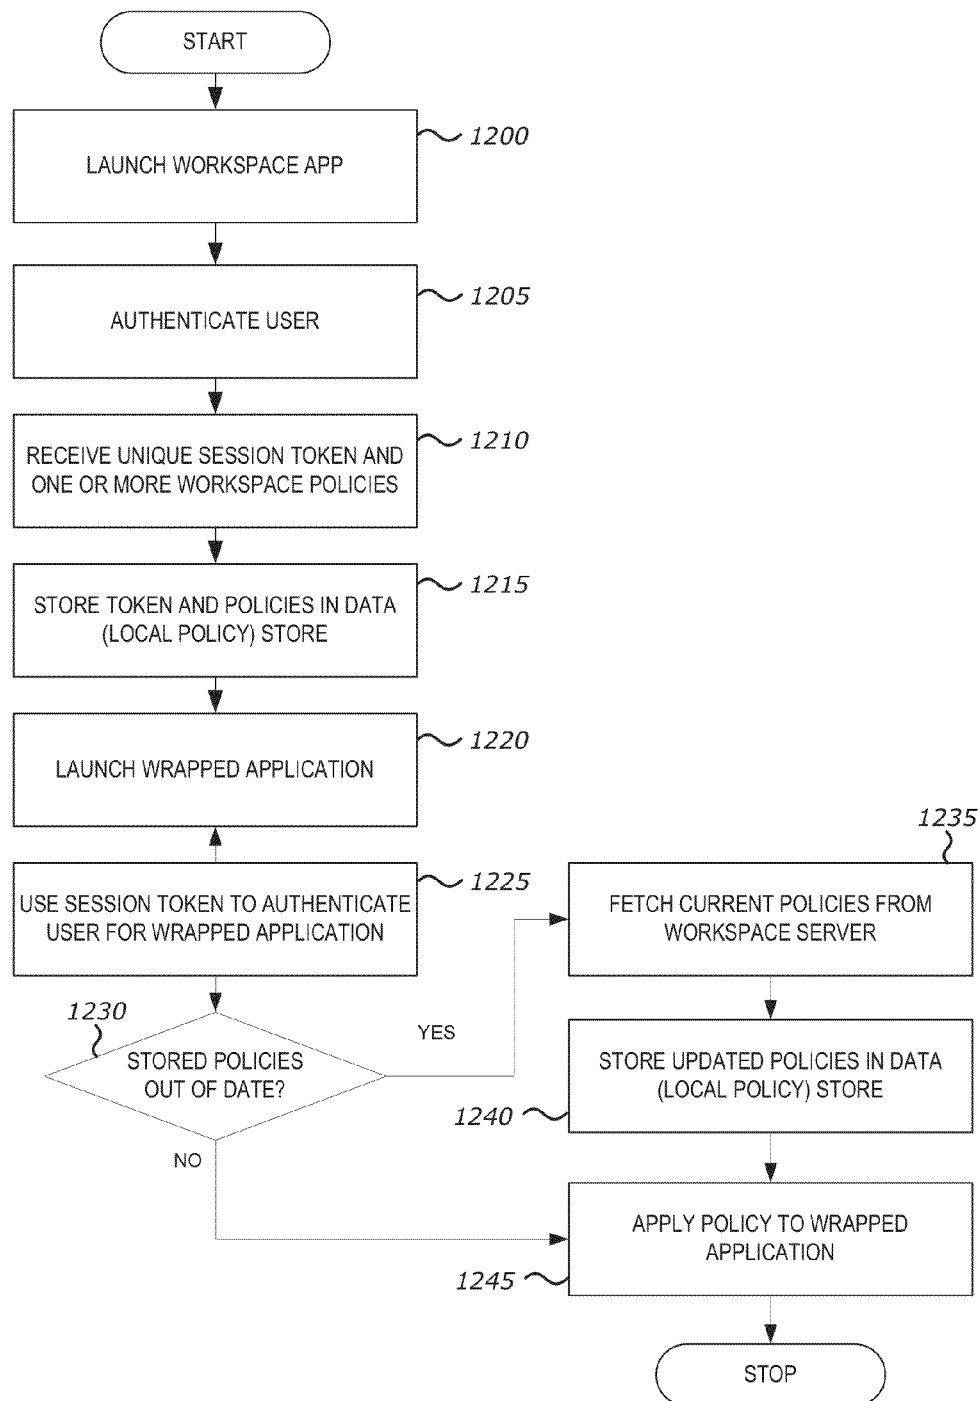 START
LAUNCH WORKSPACE APP
1200
AUTHENTICATE USER
1205
RECEIVE UNIQUE SESSION TOKEN AND
ONE OR MORE WORKSPACE POLICIES
1210
STORE TOKEN AND POLICIES IN DATA
(LOCAL POLICY) STORE
1215
LAUNCH WRAPPED APPLICATION
1220
USE SESSION TOKEN TO AUTHENTICATE
USER FOR WRAPPED APPLICATION
1225
1230
STORED POLICIES
OUT OF DATE?
YES
NO
1235
FETCH CURRENT POLICIES FROM
WORKSPACE SERVER
STORE UPDATED POLICIES IN DATA
(LOCAL POLICY) STORE
1240
APPLY POLICY TO WRAPPED
APPLICATION
1245
STOP